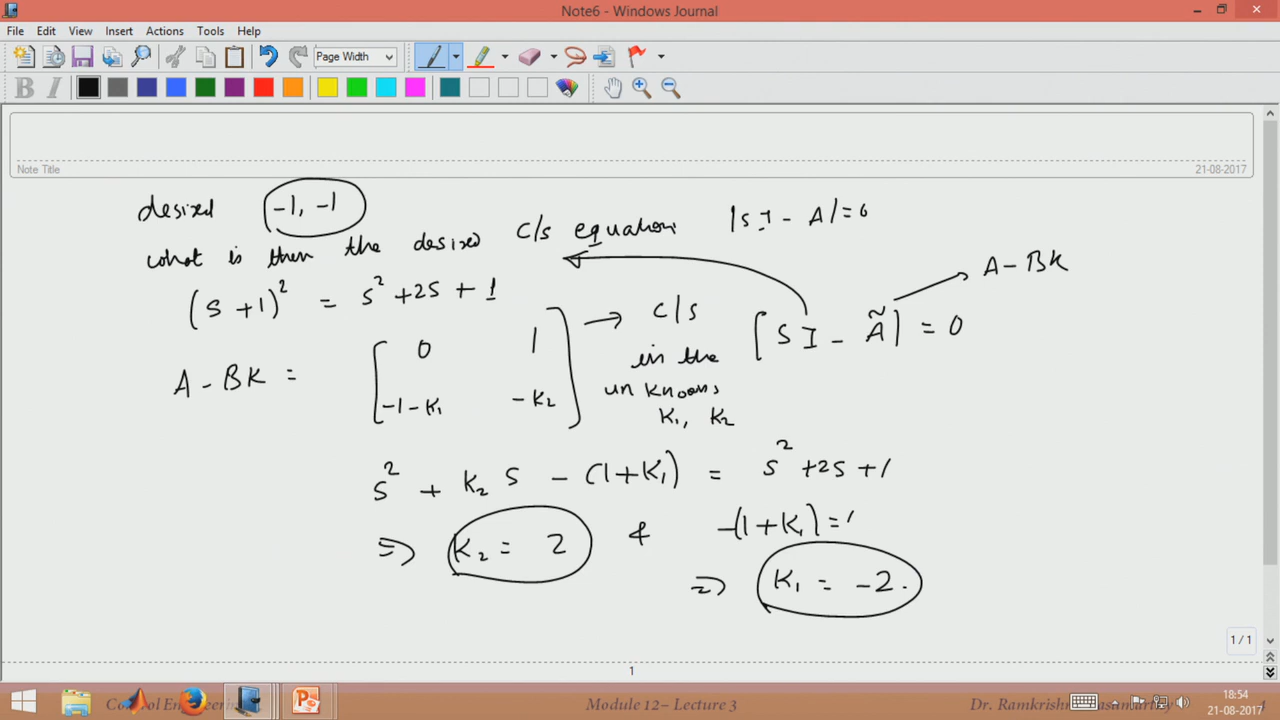 Note6 - Windows Journal
File Edit View Insert Actions Tools Help
Page Width
B I
Note Title
21-08-2017
desired -1, -1
what is then the desired c/s equation |sI - A|=0
(s+1)² = s²+2s+1
A-BK
[SI - Ã] = 0
A-BK = [0 1
-1-K₁ -K₂]
→ c/s
in the
unknowns
K₁, K₂
s² + K₂ s - (1+K₁) = s²+2s+1
⇒ K₂ = 2 & -(1+K₁)=1
⇒ K₁ = -2.
1 / 1
1
Module 12– Lecture 3
18:54
21-08-2017